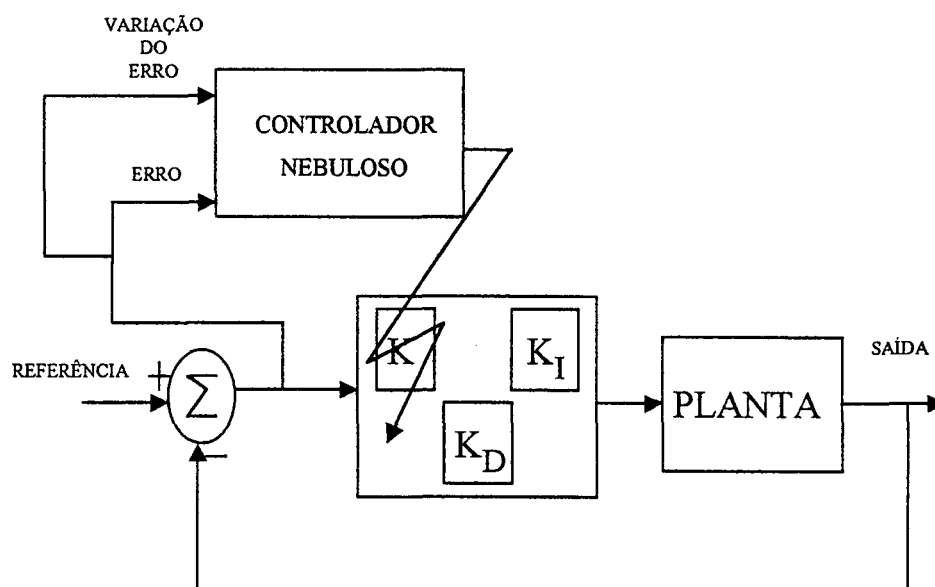 VARIAÇÃO
DO
ERRO
CONTROLADOR
NEBULOSO
ERRO
REFERÊNCIA
+
Σ
−
K
K_I
K_D
PLANTA
SAÍDA